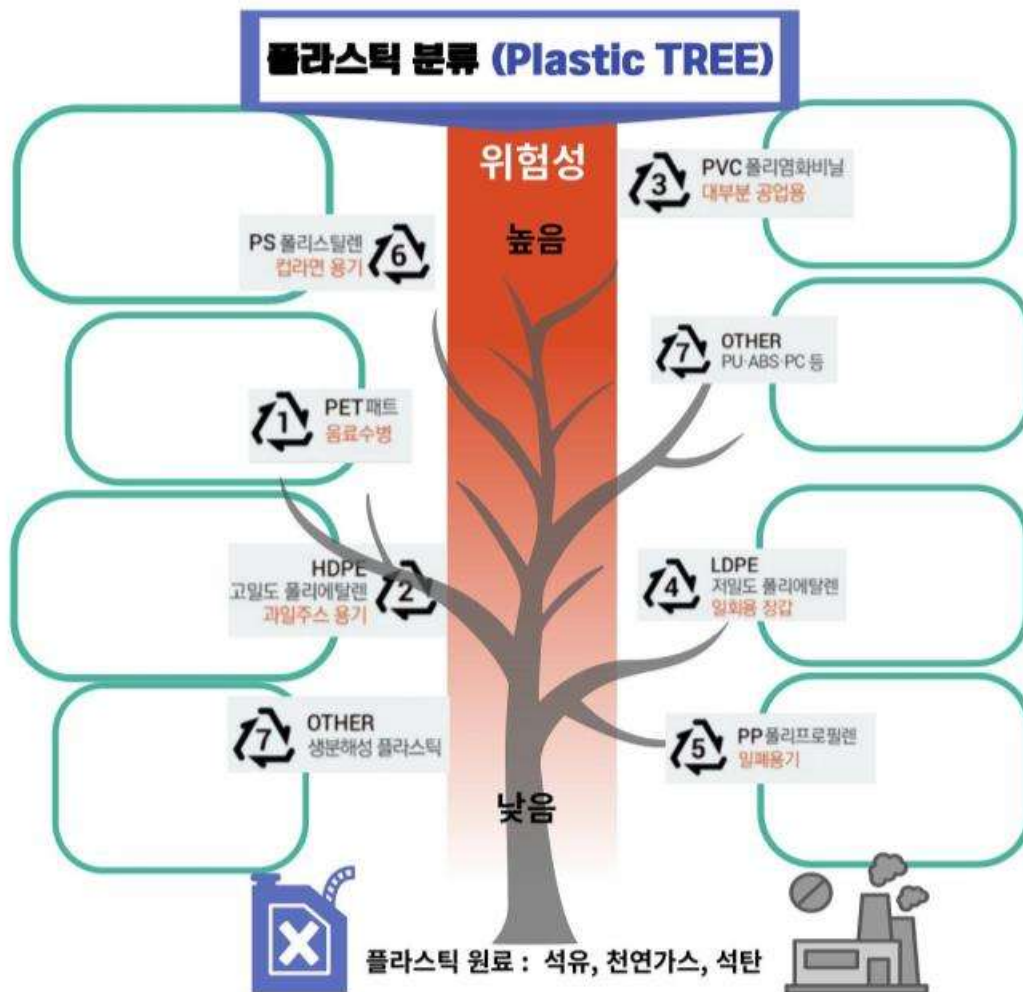 플라스틱 분류 (Plastic TREE)
위험성
높음
3
PVC 폴리염화비닐
대부분 공업용
PS 폴리스틸렌
컵라면 용기
6
7
OTHER
PU·ABS·PC 등
1
PET 패트
음료수병
HDPE
고밀도 폴리에탈렌
과일주스 용기
2
4
LDPE
저밀도 폴리에탈렌
일회용 장갑
7
OTHER
생분해성 플라스틱
5
PP 폴리프로필렌
밀폐용기
낮음
플라스틱 원료 : 석유, 천연가스, 석탄